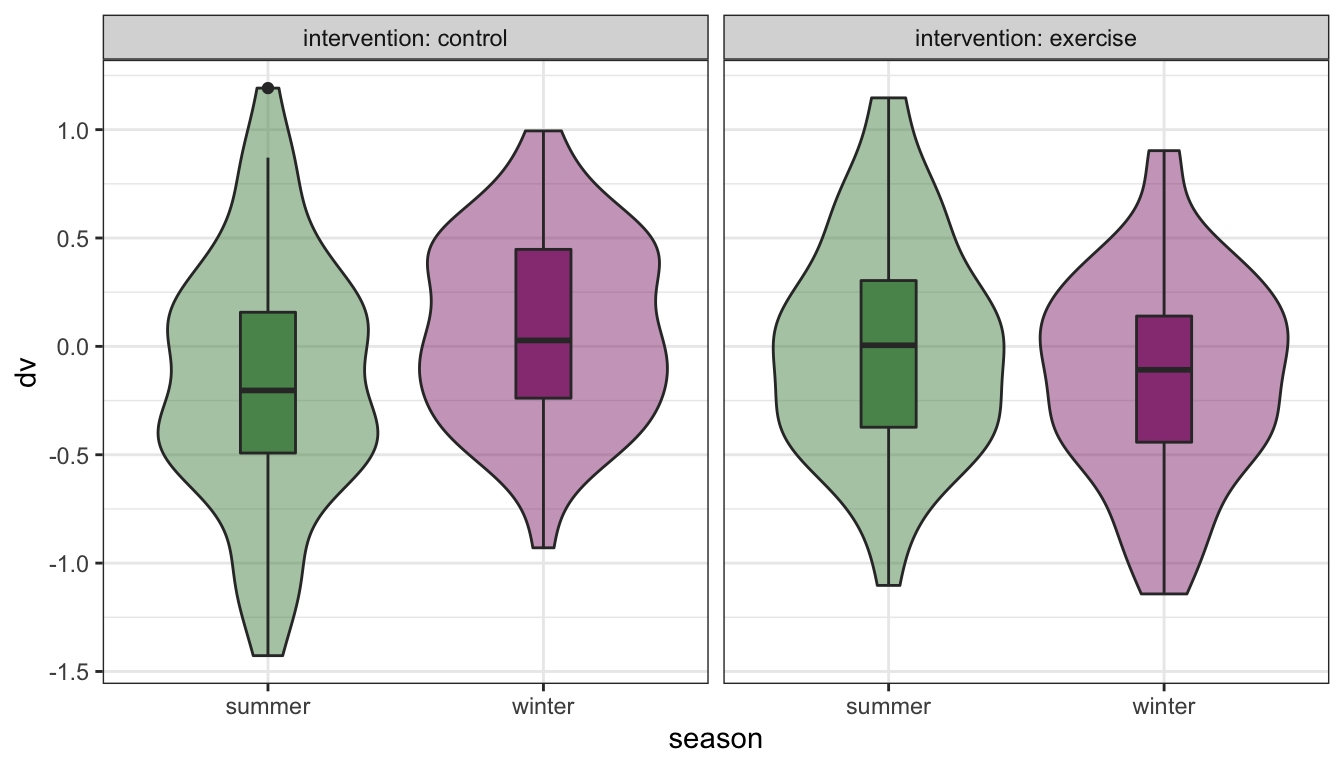 intervention: control
intervention: exercise
dv
1.0
0.5
0.0
-0.5
-1.0
-1.5
summer
winter
summer
winter
season